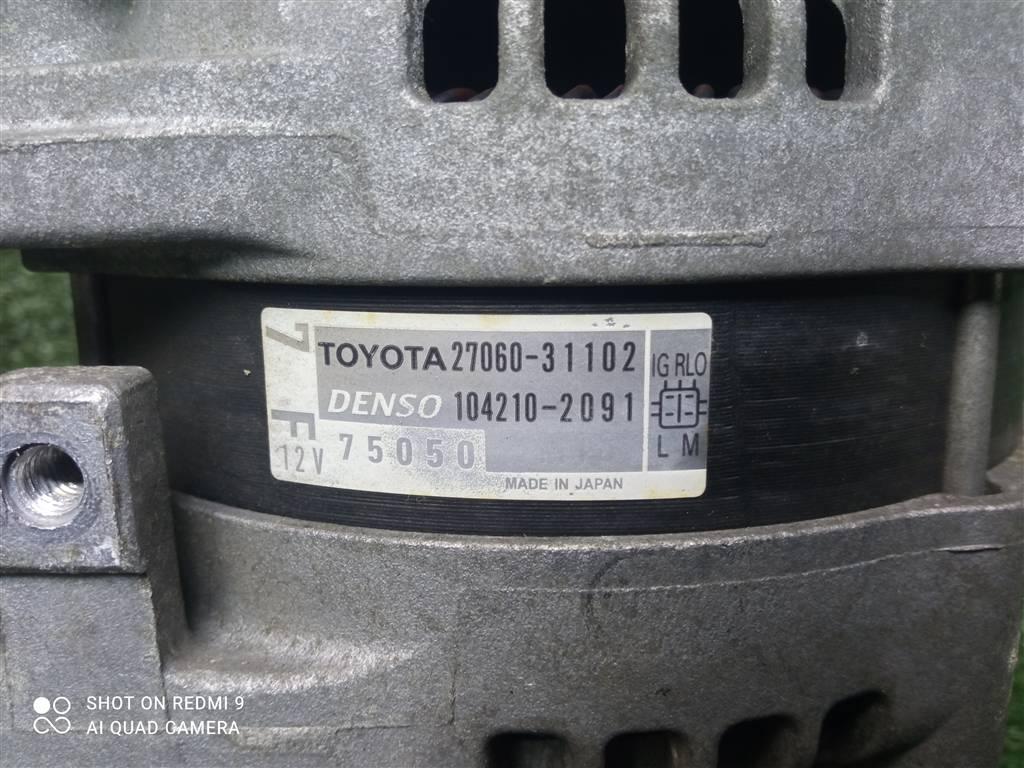 7 F
TOYOTA 27060-31102
DENSO 104210-2091
12V 75050
MADE IN JAPAN
IG RLO
L M
SHOT ON REDMI 9
AI QUAD CAMERA